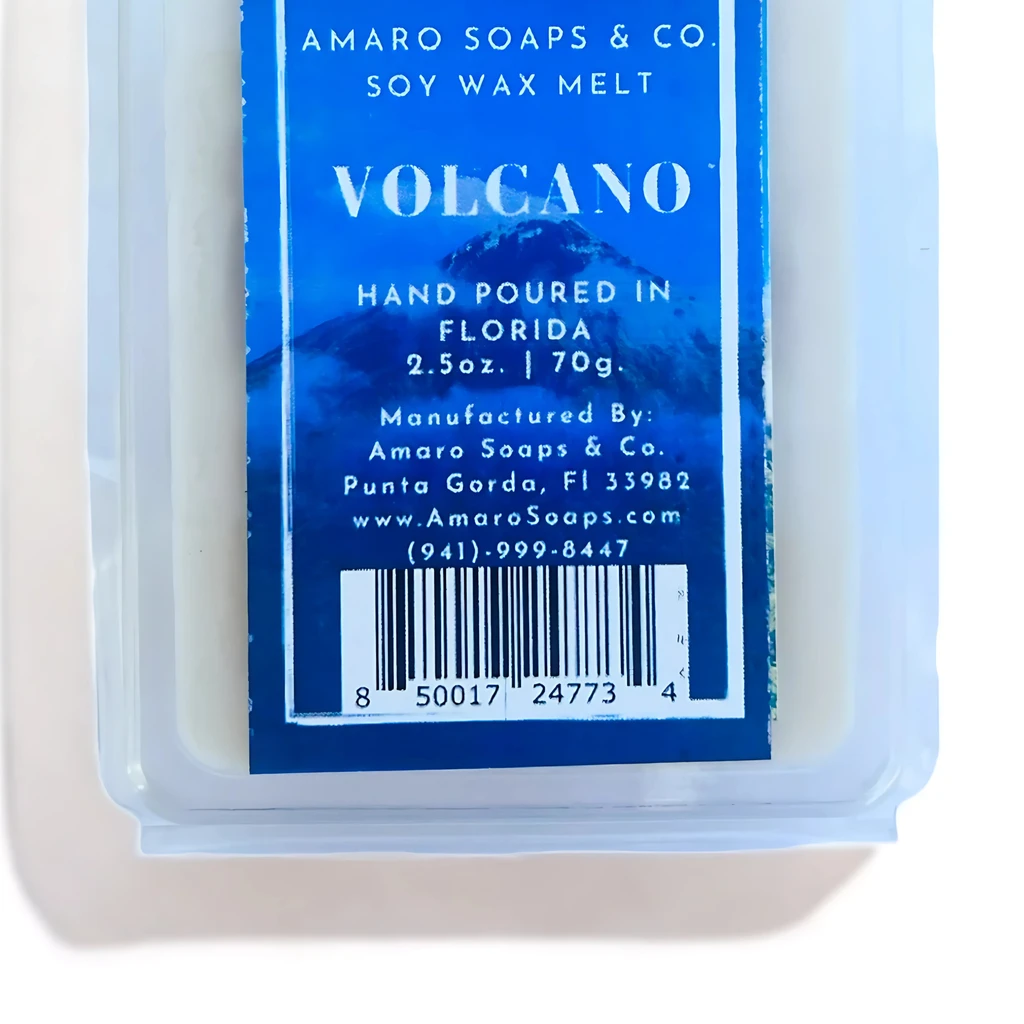 AMARO SOAPS & CO.
SOY WAX MELT
VOLCANO
HAND POURED IN
FLORIDA
2.5oz. | 70g.
Manufactured By:
Amaro Soaps & Co.
Punta Gorda, Fl 33982
www.AmaroSoaps.com
(941)-999-8447
8 50017 24773 4